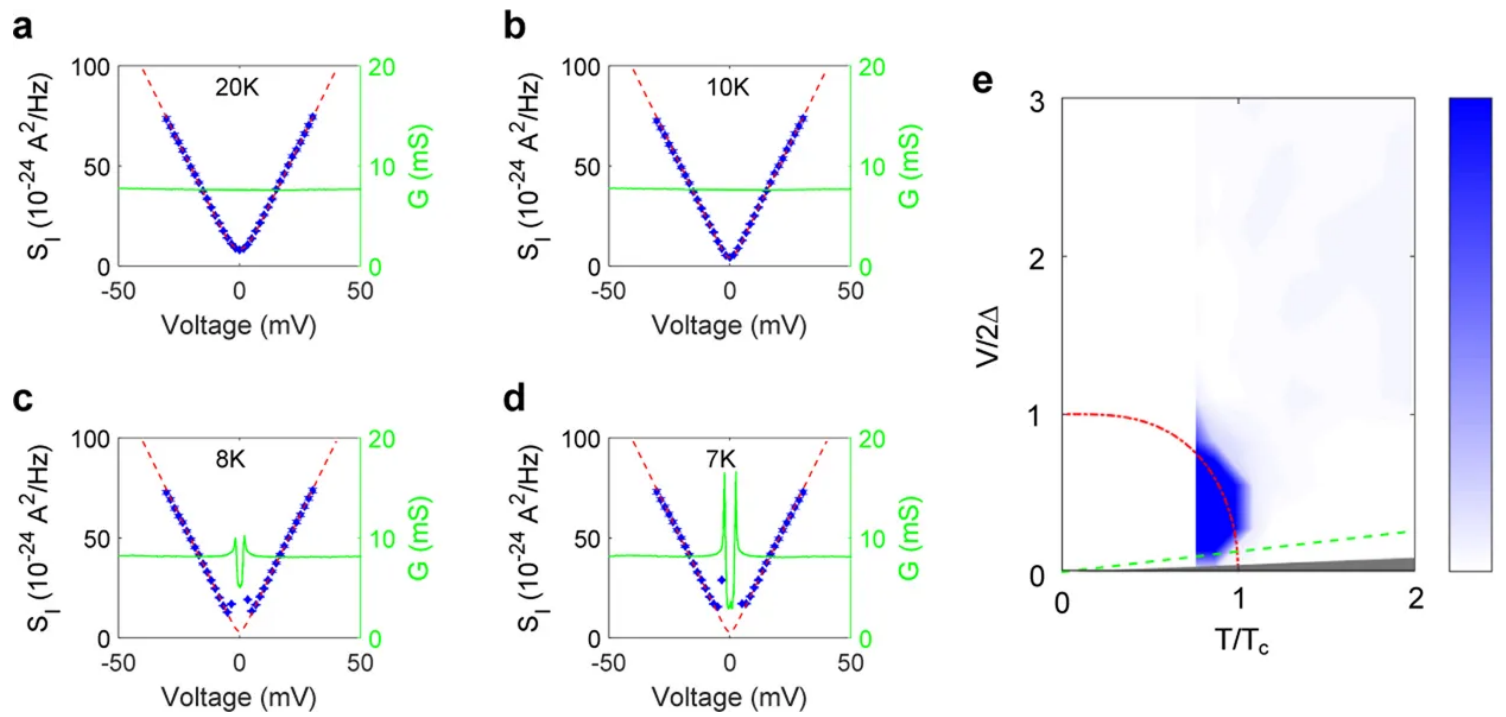 a
100
50
0
S_I (10^-24 A^2/Hz)
20K
20
10
0
G (mS)
-50 0 50
Voltage (mV)
b
100
50
0
S_I (10^-24 A^2/Hz)
10K
20
10
0
G (mS)
-50 0 50
Voltage (mV)
c
100
50
0
S_I (10^-24 A^2/Hz)
8K
20
10
0
G (mS)
-50 0 50
Voltage (mV)
d
100
50
0
S_I (10^-24 A^2/Hz)
7K
20
10
0
G (mS)
-50 0 50
Voltage (mV)
e
3
2
1
0
V/2Δ
0 1 2
T/T_c